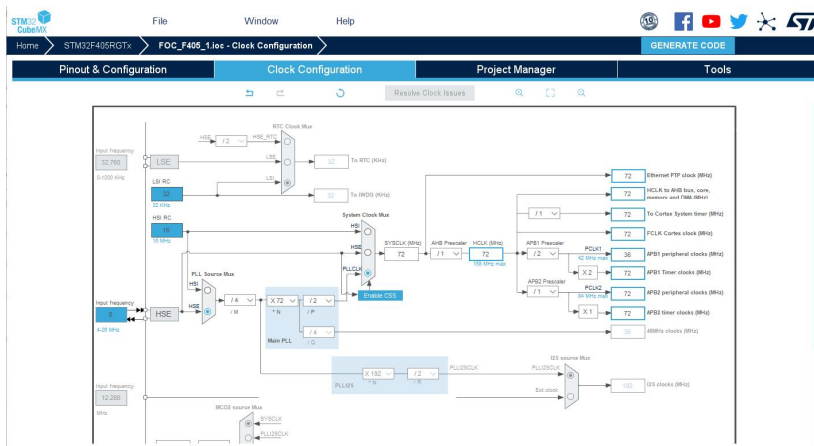 STM32 CubeMX
File
Window
Help
Home
STM32F405RGTx
FOC_F405_1.ioc - Clock Configuration
GENERATE CODE
Pinout & Configuration
Clock Configuration
Project Manager
Tools
Resolve Clock Issues
RTC Clock Mux
HSE
/ 2
HSE_RTC
Input frequency
32.768
LSE
LSE
32
To RTC (KHz)
0-1000 KHz
LSI RC
LSI
32
32
To IWDG (KHz)
32 KHz
HSI RC
16
16 MHz
System Clock Mux
HSI
HSE
PLLCLK
SYSCLK (MHz)
72
AHB Prescaler
/ 1
HCLK (MHz)
72
168 MHz max
Enable CSS
72
Ethernet PTP clock (MHz)
72
HCLK to AHB bus, core,
memory and DMA (MHz)
/ 1
72
To Cortex System timer (MHz)
72
FCLK Cortex clock (MHz)
APB1 Prescaler
/ 2
PCLK1
42 MHz max
36
APB1 peripheral clocks (MHz)
X 2
72
APB1 Timer clocks (MHz)
APB2 Prescaler
/ 1
PCLK2
84 MHz max
72
APB2 peripheral clocks (MHz)
X 1
72
APB2 timer clocks (MHz)
36
48MHz clocks (MHz)
PLL Source Mux
HSI
HSE
Input frequency
8
HSE
4-26 MHz
/ 4
/ M
X 72
* N
/ 2
/ P
/ 4
/ Q
Main PLL
X 192
* N
/ 2
/ R
PLLI2S
PLLI2SCLK
I2S source Mux
PLLI2SCLK
Ext.clock
192
I2S clocks (MHz)
Input frequency
12.288
MHz
MCO2 source Mux
SYSCLK
PLLI2SCLK